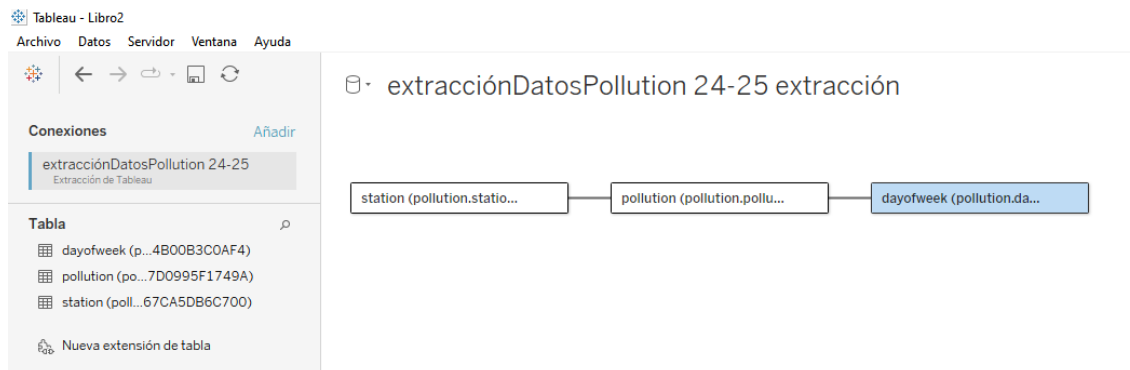 Tableau - Libro2
Archivo Datos Servidor Ventana Ayuda
extracciónDatosPollution 24-25 extracción
Conexiones Añadir
extracciónDatosPollution 24-25
Extracción de Tableau
station (pollution.statio... pollution (pollution.pollu... dayofweek (pollution.da...
Tabla
dayofweek (p...4B00B3C0AF4)
pollution (po...7D0995F1749A)
station (poll...67CA5DB6C700)
Nueva extensión de tabla